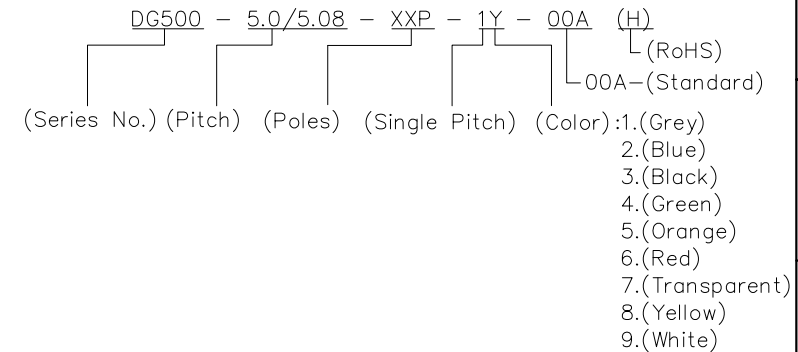 DG500 - 5.0/5.08 - XXP - 1Y - 00A (H)
(RoHS)
00A-(Standard)
(Series No.) (Pitch) (Poles) (Single Pitch) (Color):1.(Grey)
2.(Blue)
3.(Black)
4.(Green)
5.(Orange)
6.(Red)
7.(Transparent)
8.(Yellow)
9.(White)